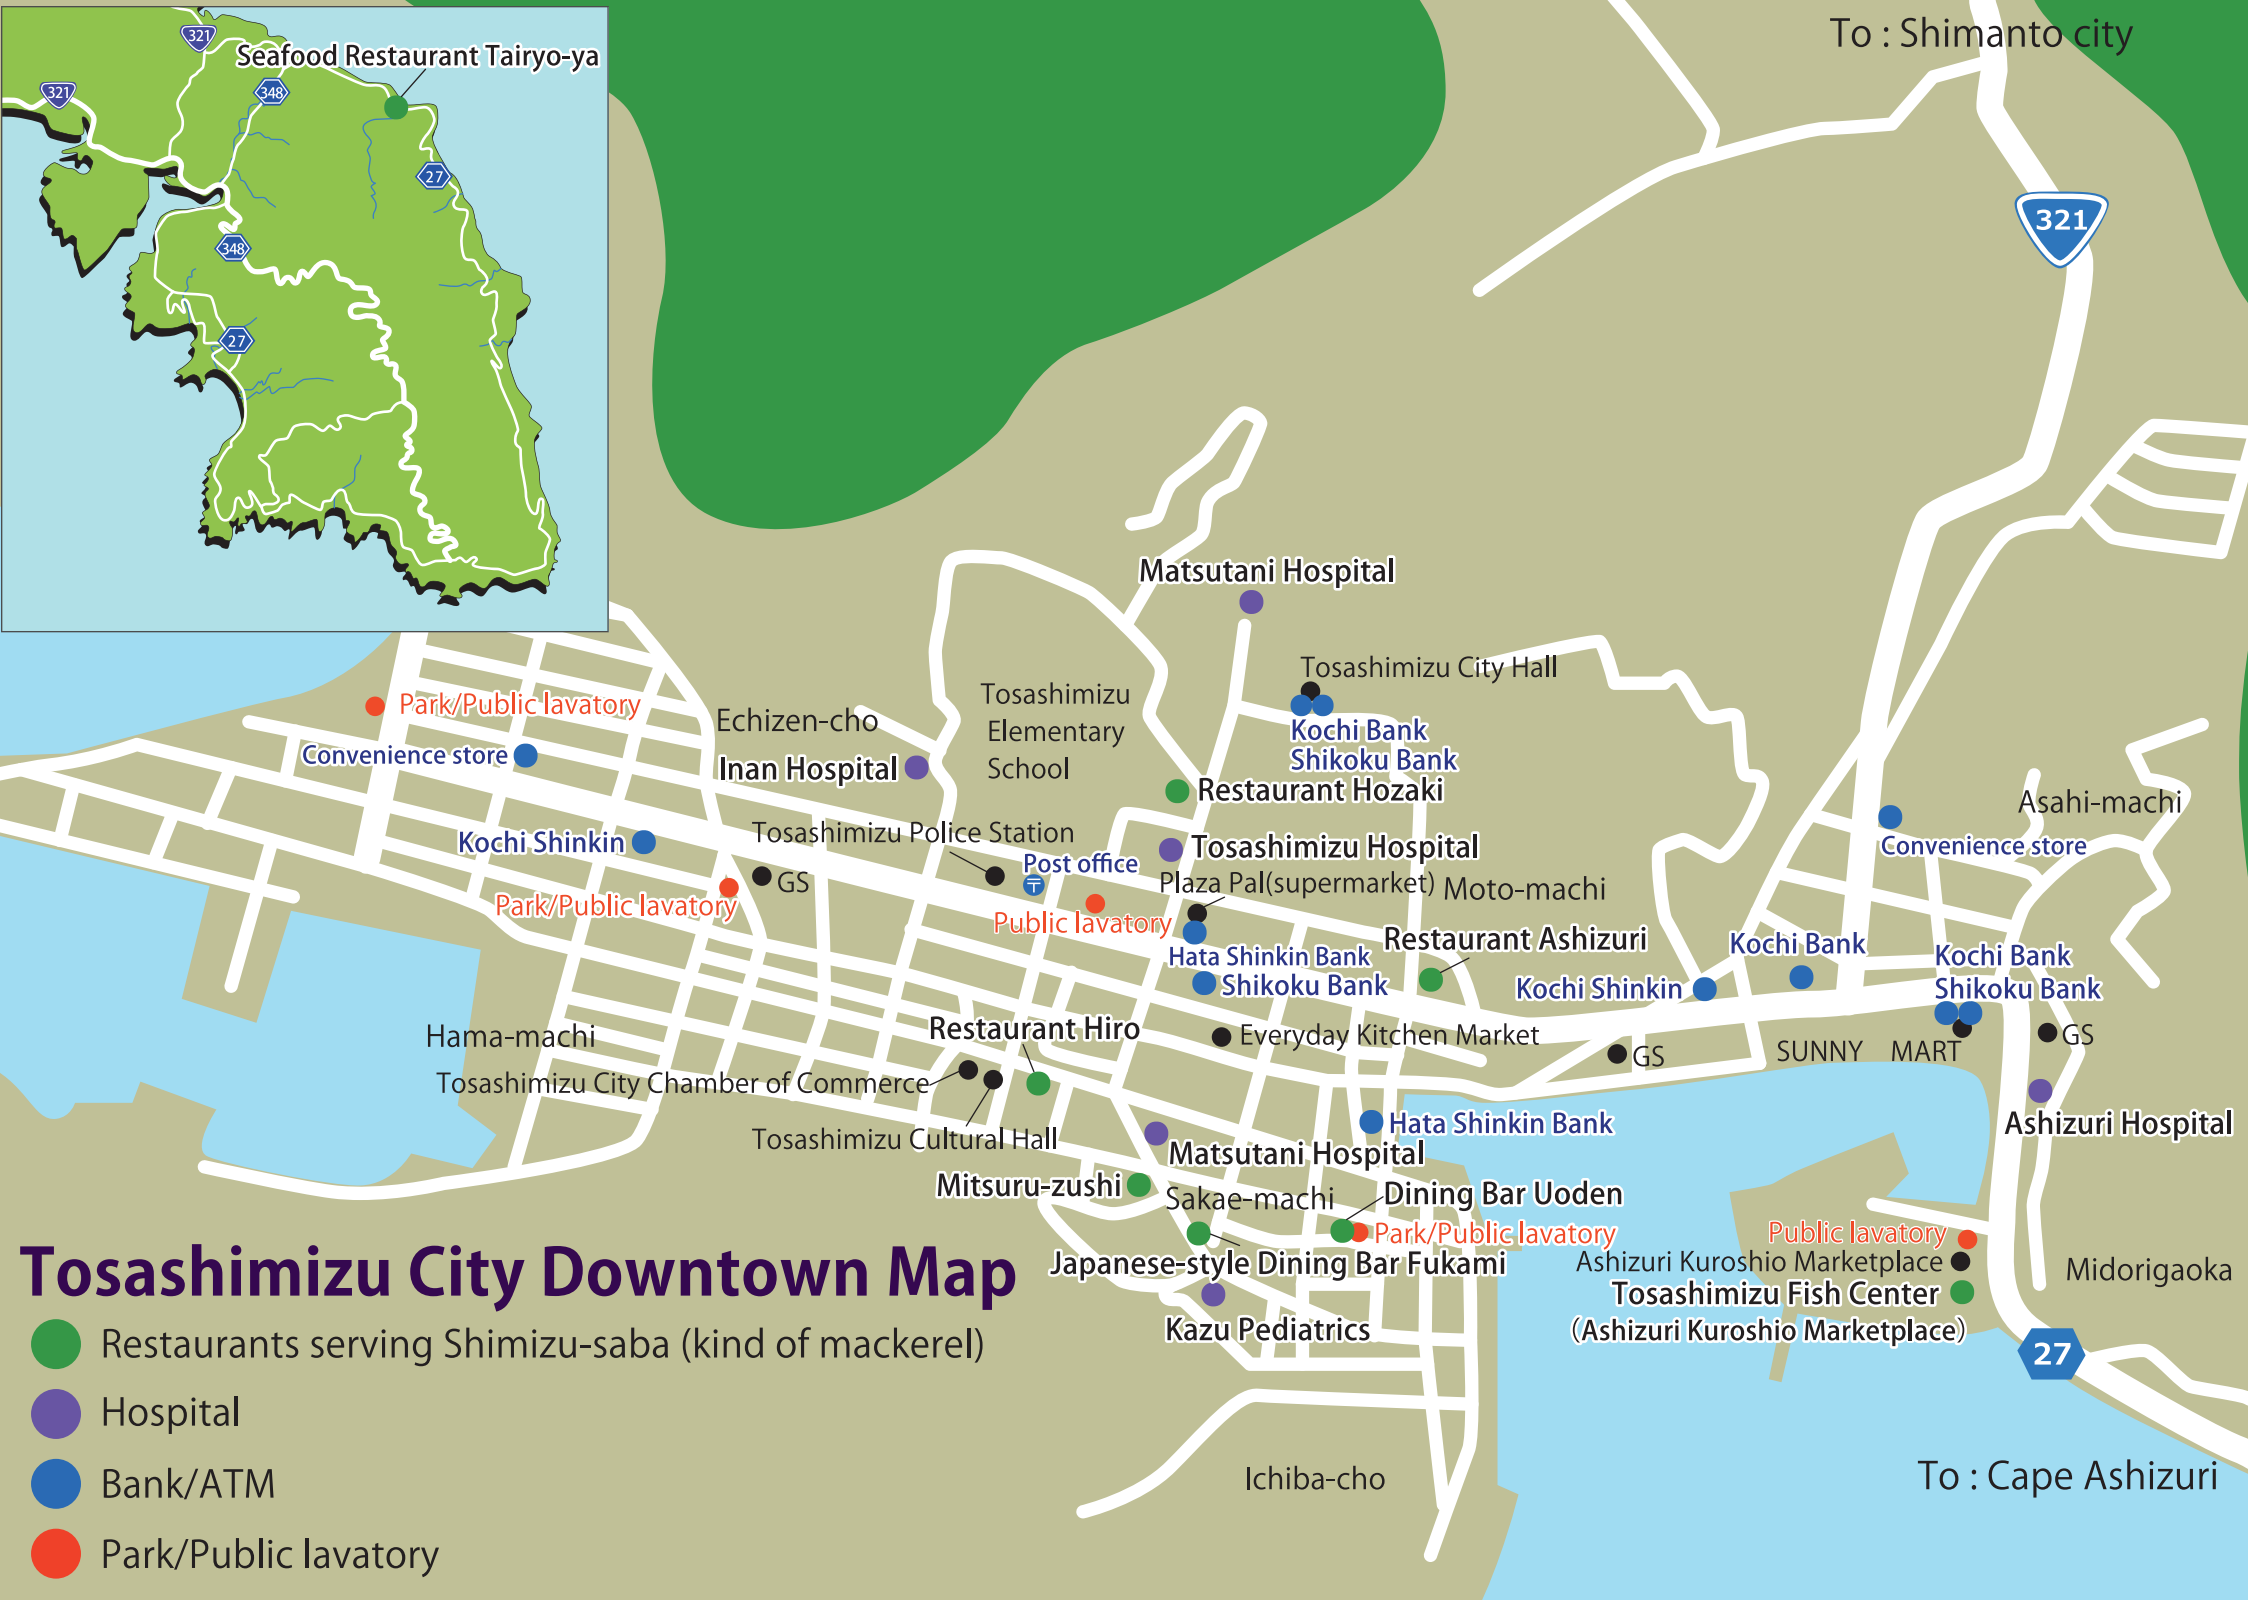 To : Shimanto city
321
Seafood Restaurant Tairyo-ya
321
348
27
348
27
321
Matsutani Hospital
Tosashimizu City Hall
Kochi Bank
Shikoku Bank
Park/Public lavatory
Convenience store
Echizen-cho
Inan Hospital
Tosashimizu
Elementary
School
Restaurant Hozaki
Asahi-machi
Convenience store
Kochi Shinkin
Tosashimizu Police Station
Post office
〒
Tosashimizu Hospital
Plaza Pal(supermarket)
Moto-machi
GS
Park/Public lavatory
Public lavatory
Restaurant Ashizuri
Hata Shinkin Bank
Shikoku Bank
Kochi Bank
Kochi Shinkin
Kochi Bank
Shikoku Bank
Hama-machi
Restaurant Hiro
Everyday Kitchen Market
GS
SUNNY MART
GS
Tosashimizu City Chamber of Commerce
Tosashimizu Cultural Hall
Hata Shinkin Bank
Ashizuri Hospital
Matsutani Hospital
Mitsuru-zushi
Sakae-machi
Dining Bar Uoden
Park/Public lavatory
Public lavatory
Japanese-style Dining Bar Fukami
Ashizuri Kuroshio Marketplace
Midorigaoka
Tosashimizu Fish Center
(Ashizuri Kuroshio Marketplace)
Kazu Pediatrics
27
Ichiba-cho
To : Cape Ashizuri
Tosashimizu City Downtown Map
Restaurants serving Shimizu-saba (kind of mackerel)
Hospital
Bank/ATM
Park/Public lavatory